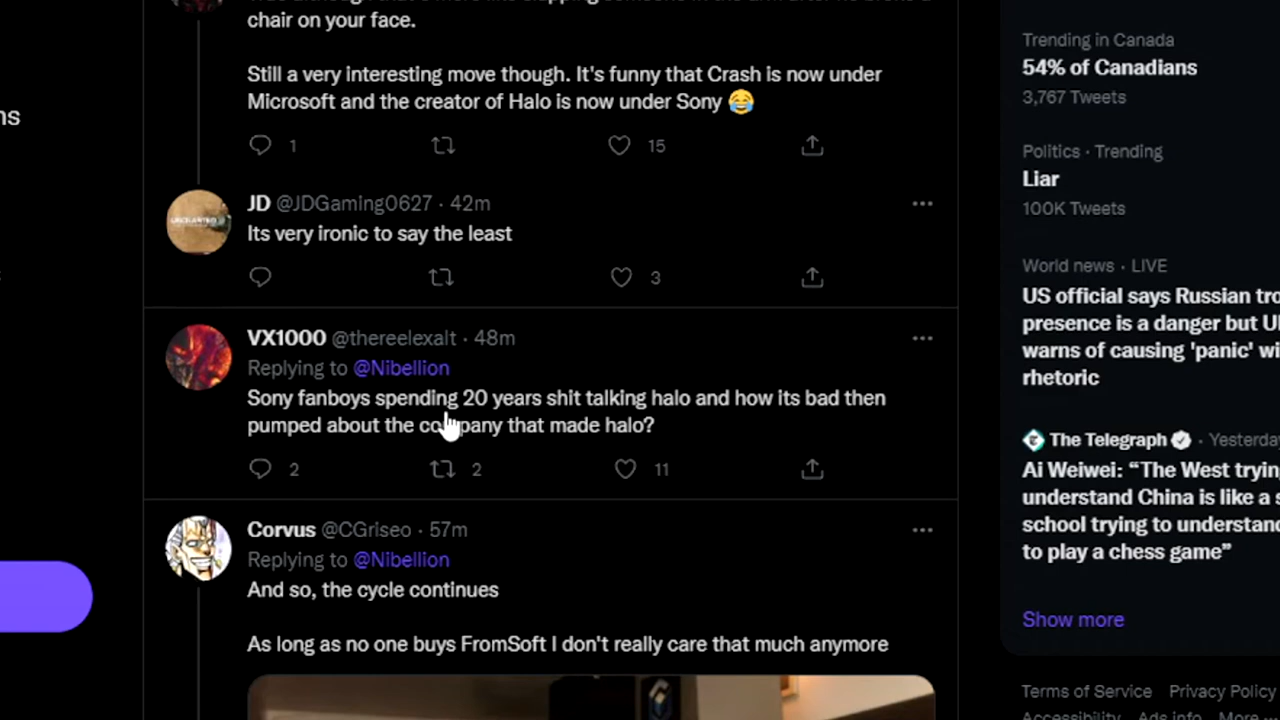 chair on your face.
Still a very interesting move though. It's funny that Crash is now under
Microsoft and the creator of Halo is now under Sony 😂
1
15
JD @JDGaming0627 · 42m
Its very ironic to say the least
3
VX1000 @thereelexalt · 48m
Replying to @Nibellion
Sony fanboys spending 20 years shit talking halo and how its bad then
pumped about the company that made halo?
2
2
11
Corvus @CGriseo · 57m
Replying to @Nibellion
And so, the cycle continues
As long as no one buys FromSoft I don't really care that much anymore
Trending in Canada
54% of Canadians
3,767 Tweets
Politics · Trending
Liar
100K Tweets
World news · LIVE
US official says Russian tro
presence is a danger but U
warns of causing 'panic' wi
rhetoric
The Telegraph · Yesterda
Ai Weiwei: “The West tryin
understand China is like a s
school trying to understan
to play a chess game”
Show more
Terms of Service Privacy Policy
Accessibility Ads info More